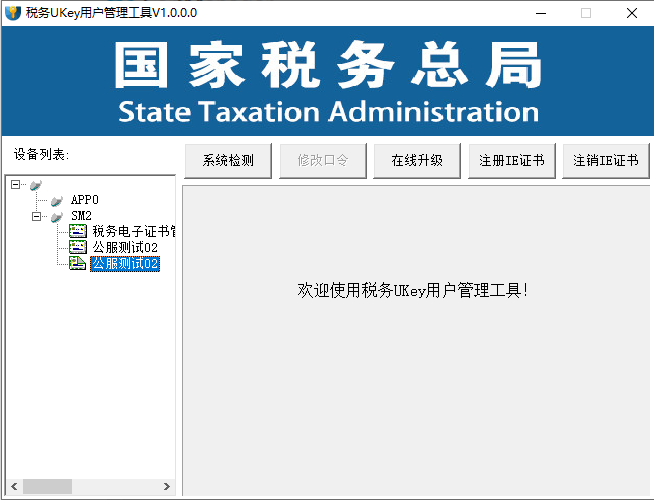 税务UKey用户管理工具V1.0.0.0
国家税务总局
State Taxation Administration
设备列表:
系统检测 修改口令 在线升级 注册IE证书 注销IE证书
APP0
SM2
税务电子证书管
公服测试02
公服测试02
欢迎使用税务UKey用户管理工具!